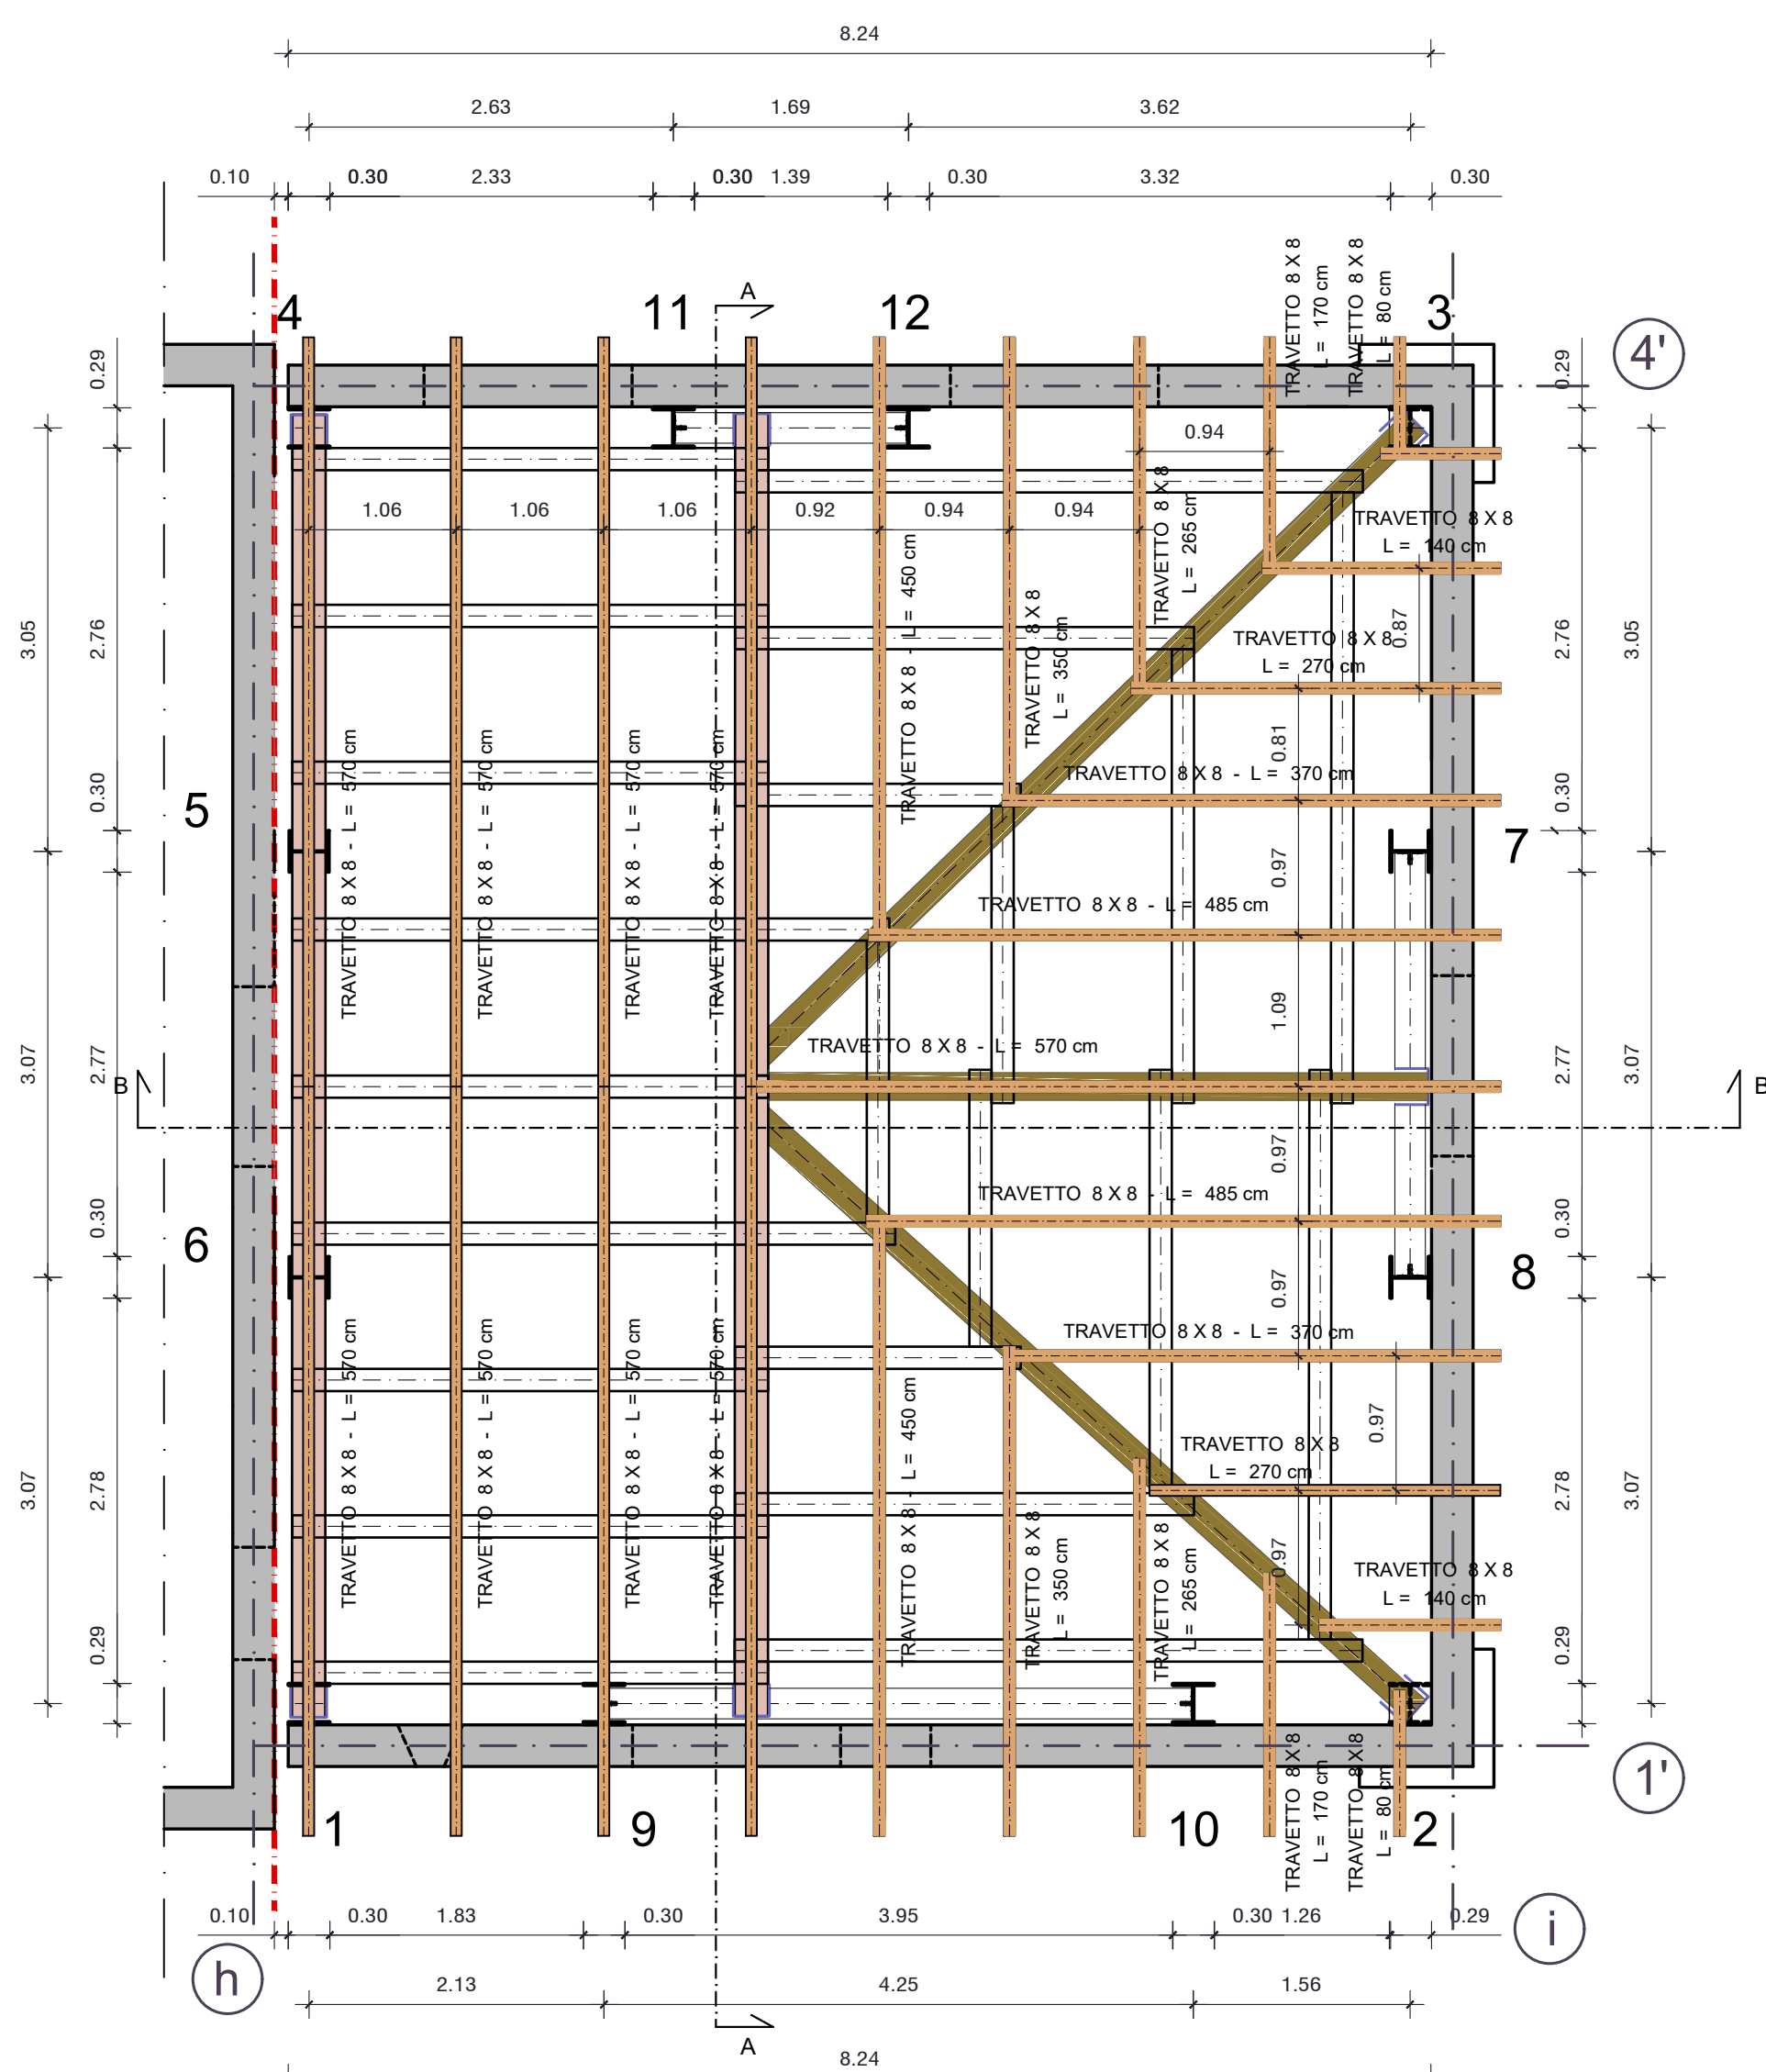 8.24
2.63 1.69 3.62
0.10 0.30 2.33 0.30 1.39 0.30 3.32 0.30
TRAVETTO 8 X 8
L = 170 cm
TRAVETTO 8 X 8
L = 80 cm
4 11 A 12 3
4'
0.29 0.29
0.94
TRAVETTO 8 X 8
L = 265 cm
1.06 1.06 1.06 0.92 0.94 0.94
TRAVETTO 8 X 8
L = 140 cm
TRAVETTO 8 X 8 - L = 450 cm
TRAVETTO 8 X 8
L = 350 cm
3.05 2.76 0.87 2.76 3.05
TRAVETTO 8 X 8
L = 270 cm
0.81
TRAVETTO 8 X 8 - L = 370 cm
0.30 0.30
5 7
TRAVETTO 8 X 8 - L = 570 cm
TRAVETTO 8 X 8 - L = 570 cm
TRAVETTO 8 X 8 - L = 570 cm
TRAVETTO 8 X 8 - L = 570 cm
0.97
TRAVETTO 8 X 8 - L = 485 cm
1.09
TRAVETTO 8 X 8 - L = 570 cm
3.07 2.77 2.77 3.07
B B
0.97
TRAVETTO 8 X 8 - L = 485 cm
0.30 0.30
6 8
0.97
TRAVETTO 8 X 8 - L = 370 cm
TRAVETTO 8 X 8 - L = 570 cm
TRAVETTO 8 X 8 - L = 570 cm
TRAVETTO 8 X 8 - L = 570 cm
TRAVETTO 8 X 8 - L = 570 cm
TRAVETTO 8 X 8 - L = 450 cm
0.97
TRAVETTO 8 X 8
L = 270 cm
3.07 2.78 2.78 3.07
TRAVETTO 8 X 8
L = 350 cm
TRAVETTO 8 X 8
L = 265 cm
0.97
TRAVETTO 8 X 8
L = 140 cm
0.29 0.29
TRAVETTO 8 X 8
L = 170 cm
TRAVETTO 8 X 8
L = 80 cm
1'
1 9 10 2
0.10 0.30 1.83 0.30 3.95 0.30 1.26 0.29
i
h
2.13 4.25 1.56
A
8.24